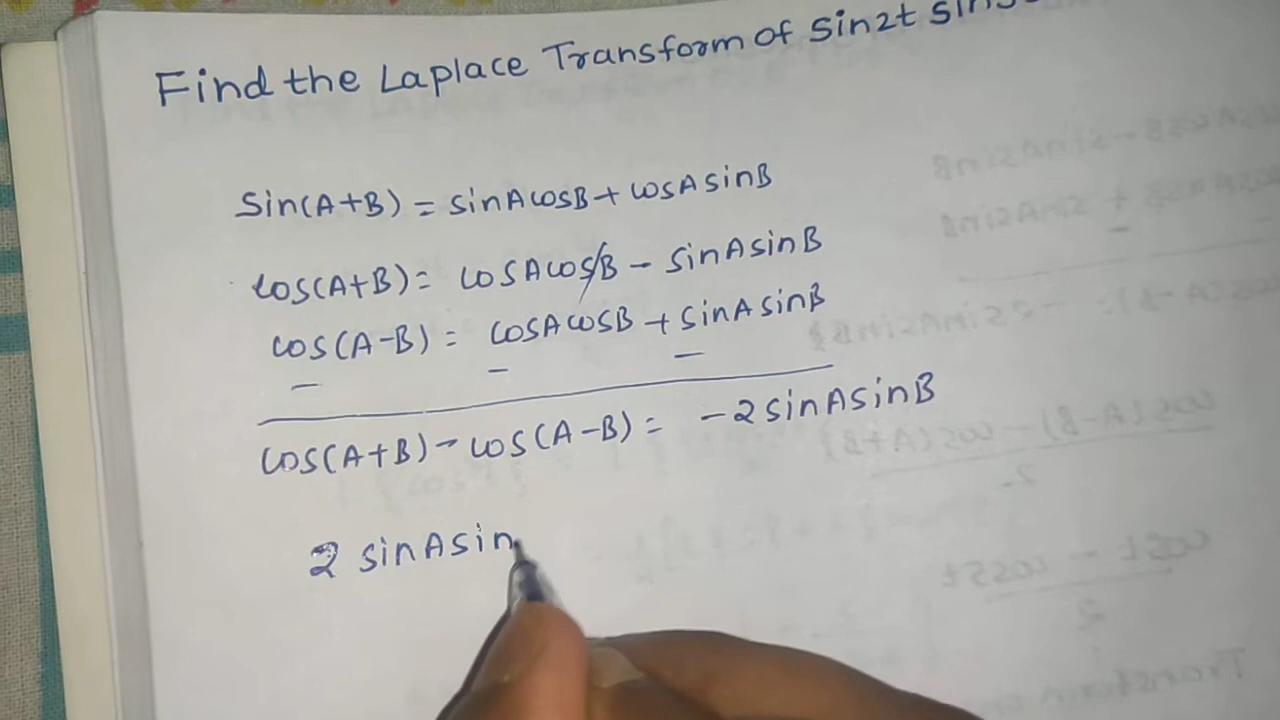 Find the Laplace Transform of sin2t
Sin(A+B) = sinAcosB + cosAsinB
cos(A+B) = cosAcosB - sinAsinB
cos(A-B) = cosAcosB + sinAsinB
- - -
cos(A+B) - cos(A-B) = -2sinAsinB
2 sinAsin